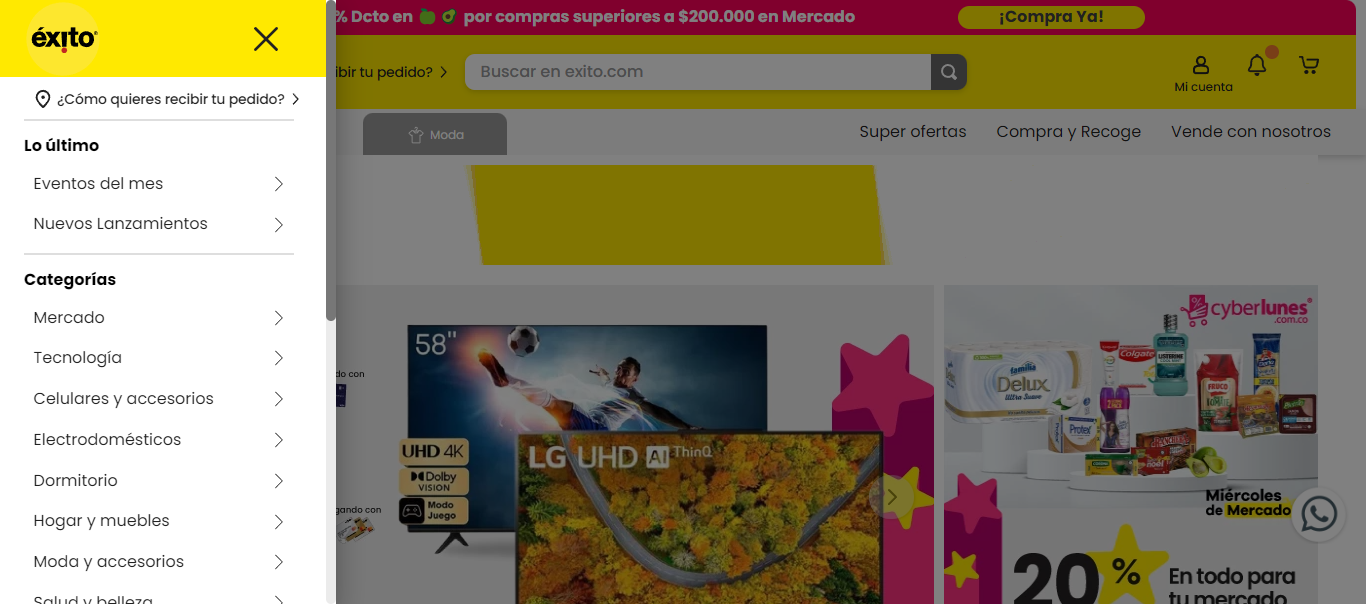 éxito
¿Cómo quieres recibir tu pedido?
Lo último
Eventos del mes
Nuevos Lanzamientos
Categorías
Mercado
Tecnología
Celulares y accesorios
Electrodomésticos
Dormitorio
Hogar y muebles
Moda y accesorios
Salud y belleza
% Dcto en por compras superiores a $200.000 en Mercado
¡Compra Ya!
ibir tu pedido?
Buscar en exito.com
Mi cuenta
Moda
Super ofertas
Compra y Recoge
Vende con nosotros
do con
gando con
58"
UHD 4K
Dolby
VISION
Modo
Juego
LG UHD AI ThinQ
cyberlunes
.com.co
familia
Delux
Ultra Suave
Colgate
LISTERINE
Protex
FRUCO
TOMATE
RANCHERA
Miércoles
de Mercado
20%
En todo para
tu mercado